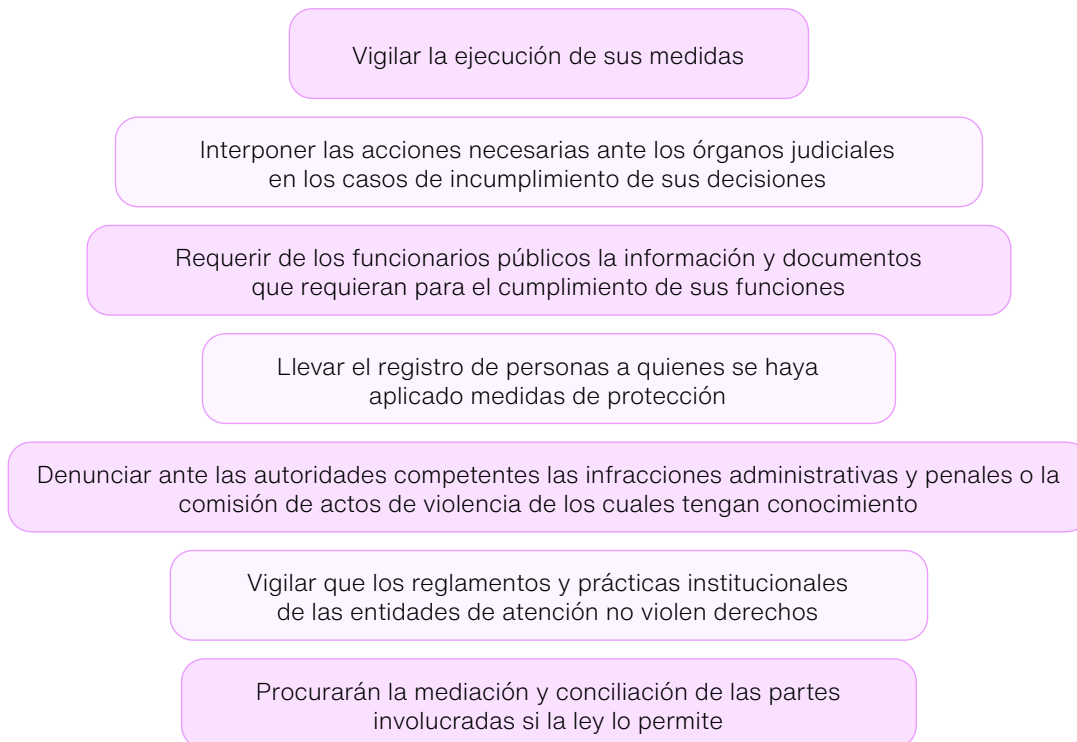 Vigilar la ejecución de sus medidas
Interponer las acciones necesarias ante los órganos judiciales
en los casos de incumplimiento de sus decisiones
Requerir de los funcionarios públicos la información y documentos
que requieran para el cumplimiento de sus funciones
Llevar el registro de personas a quienes se haya
aplicado medidas de protección
Denunciar ante las autoridades competentes las infracciones administrativas y penales o la
comisión de actos de violencia de los cuales tengan conocimiento
Vigilar que los reglamentos y prácticas institucionales
de las entidades de atención no violen derechos
Procurarán la mediación y conciliación de las partes
involucradas si la ley lo permite